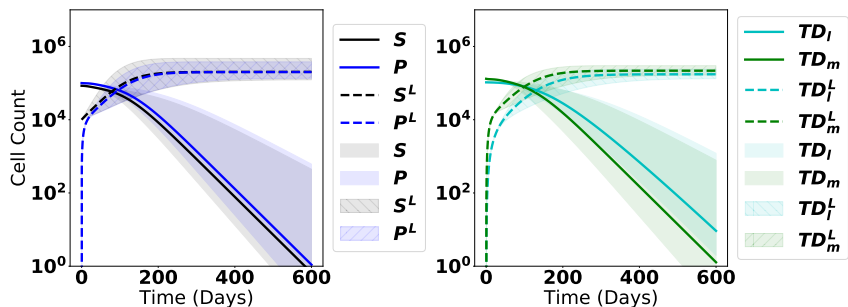 Cell Count
10^6
10^4
10^2
10^0
0 200 400 600
Time (Days)
S
P
S^L
P^L
S
P
S^L
P^L
10^6
10^4
10^2
10^0
0 200 400 600
Time (Days)
TD_l
TD_m
TD_l^L
TD_m^L
TD_l
TD_m
TD_l^L
TD_m^L